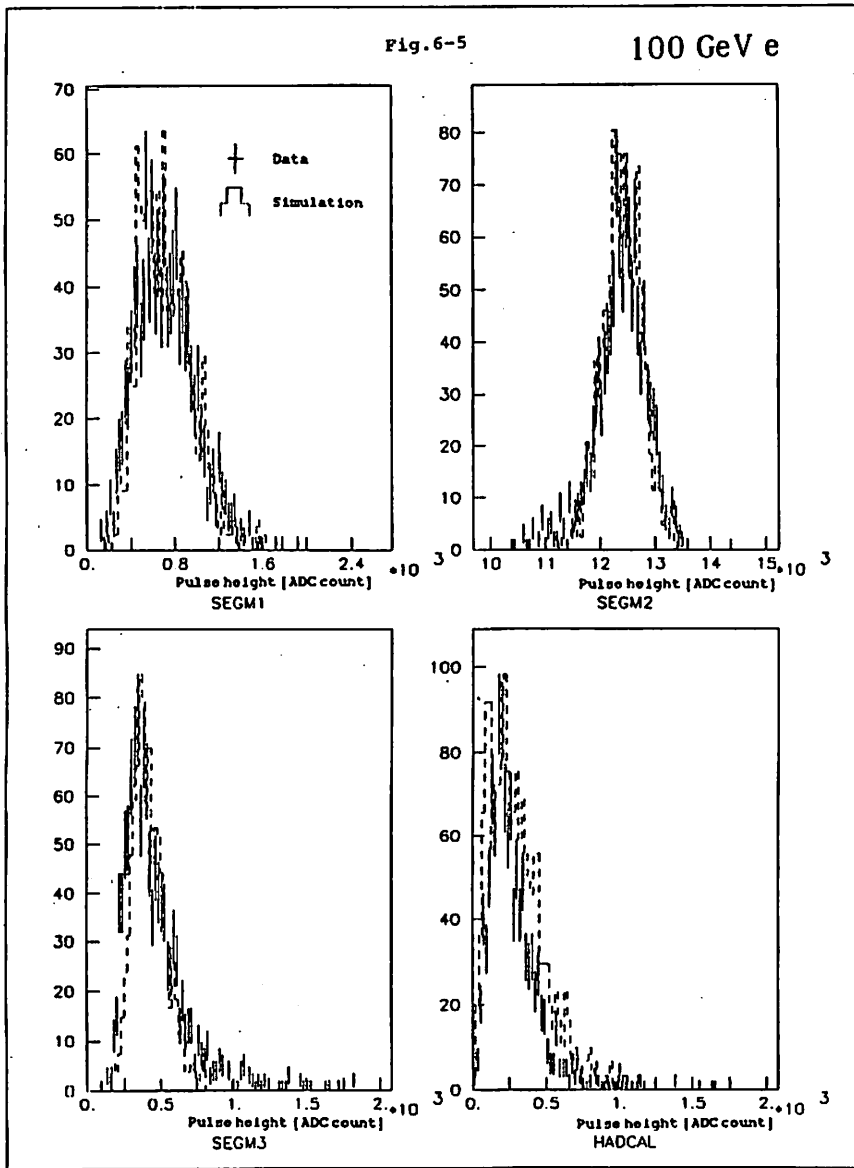 Fig.6-5
100 GeV e
70
60
50
40
30
20
10
0
Data
Simulation
0. 0.8 1.6 2.4 *10 3
Pulse height [ADC count]
SEGM1
80
70
60
50
40
30
20
10
0
10 11 12 13 14 15 *10 3
Pulse height [ADC count]
SEGM2
90
80
70
60
50
40
30
20
10
0
0. 0.5 1. 1.5 2. *10 3
Pulse height [ADC count]
SEGM3
100
80
60
40
20
0
0. 0.5 1. 1.5 2. *10 3
Pulse height [ADC count]
HADCAL